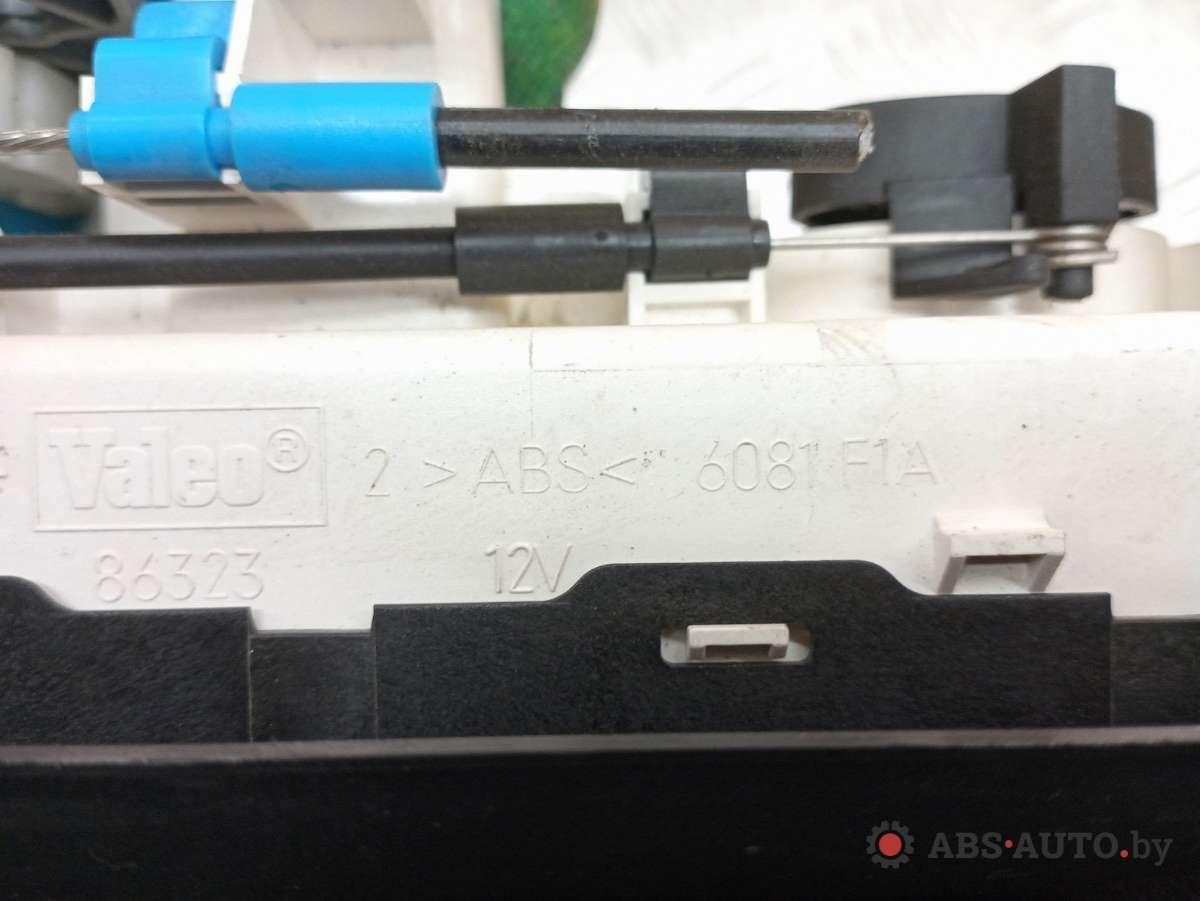 Valeo® 2 >ABS< 6081 F1A
86323 12V
ABS·AUTO.by